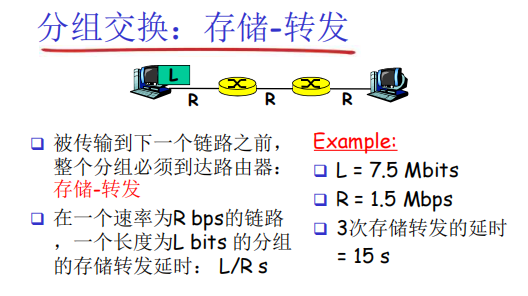 分组交换：存储-转发
L
R
R
R
被传输到下一个链路之前，
整个分组必须到达路由器：
存储-转发
在一个速率为R bps的链路
，一个长度为L bits 的分组
的存储转发延时： L/R s
Example:
L = 7.5 Mbits
R = 1.5 Mbps
3次存储转发的延时
= 15 s